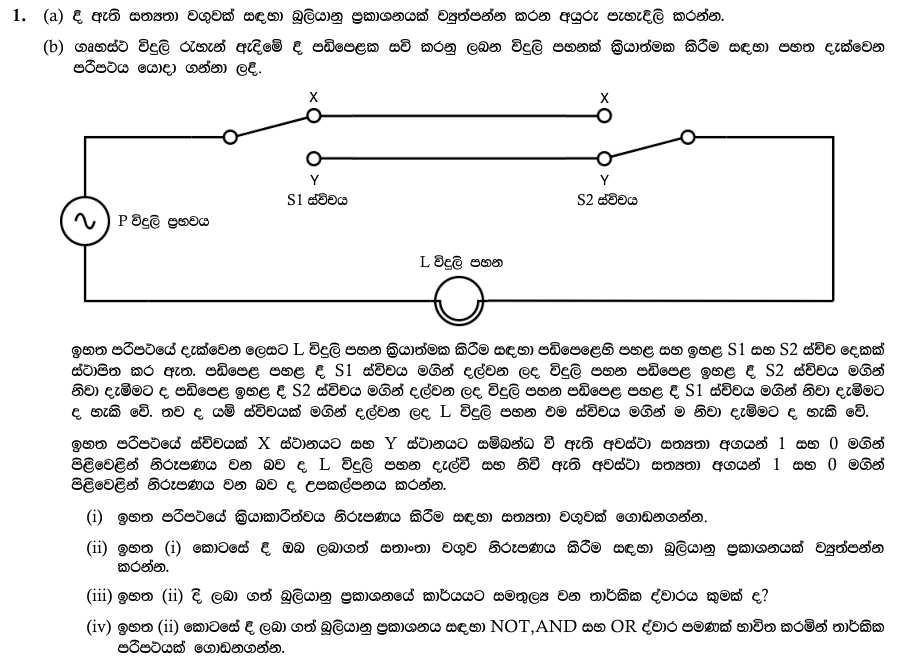 1. (a) දී ඇති සත්‍යතා වගුවක් සඳහා බූලියානු ප්‍රකාශනයක් ව්‍යුත්පන්න කරන අයුරු පැහැදිලි කරන්න.
(b) ගෘහස්ථ විදුලි රැහැන් ඇදිමේ දී පඩිපෙළක සවි කරනු ලබන විදුලි පහනක් ක්‍රියාත්මක කිරීම සඳහා පහත දැක්වෙන
පරිපථය යොදා ගන්නා ලදී.
X X
Y Y
S1 ස්විචය S2 ස්විචය
P විදුලි ප්‍රභවය
L විදුලි පහන
ඉහත පරිපථයේ දැක්වෙන ලෙසට L විදුලි පහන ක්‍රියාත්මක කිරීම සඳහා පඩිපෙළෙහි පහළ සහ ඉහළ S1 සහ S2 ස්විච දෙකක්
ස්ථාපිත කර ඇත. පඩිපෙළ පහළ දී S1 ස්විචය මගින් දල්වන ලද විදුලි පහන පඩිපෙළ ඉහළ දී S2 ස්විචය මගින්
නිවා දැමීමට ද පඩිපෙළ ඉහළ දී S2 ස්විචය මගින් දල්වන ලද විදුලි පහන පඩිපෙළ පහළ දී S1 ස්විචය මගින් නිවා දැමීමට
ද හැකි වේ. තව ද යම් ස්විචයක් මගින් දල්වන ලද L විදුලි පහන එම ස්විචය මගින් ම නිවා දැමීමට ද හැකි වේ.
ඉහත පරිපථයේ ස්විචයක් X ස්ථානයට සහ Y ස්ථානයට සම්බන්ධ වී ඇති අවස්ථා සත්‍යතා අගයන් 1 සහ 0 මගින්
පිළිවෙළින් නිරූපණය වන බව ද L විදුලි පහන දැල්වී සහ නිවී ඇති අවස්ථා සත්‍යතා අගයන් 1 සහ 0 මගින්
පිළිවෙළින් නිරූපණය වන බව ද උපකල්පනය කරන්න.
(i) ඉහත පරිපථයේ ක්‍රියාකාරීත්වය නිරූපණය කිරීම සඳහා සත්‍යතා වගුවක් ගොඩනගන්න.
(ii) ඉහත (i) කොටසේ දී ඔබ ලබාගත් සත්‍යතා වගුව නිරූපණය කිරීම සඳහා බූලියානු ප්‍රකාශනයක් ව්‍යුත්පන්න
කරන්න.
(iii) ඉහත (ii) දි ලබා ගත් බූලියානු ප්‍රකාශනයේ කාර්යයට සමතුල්‍ය වන තාර්කික ද්වාරය කුමක් ද?
(iv) ඉහත (ii) කොටසේ දී ලබා ගත් බූලියානු ප්‍රකාශනය සඳහා NOT,AND සහ OR ද්වාර පමණක් භාවිත කරමින් තාර්කික
පරිපථයක් ගොඩනගන්න.